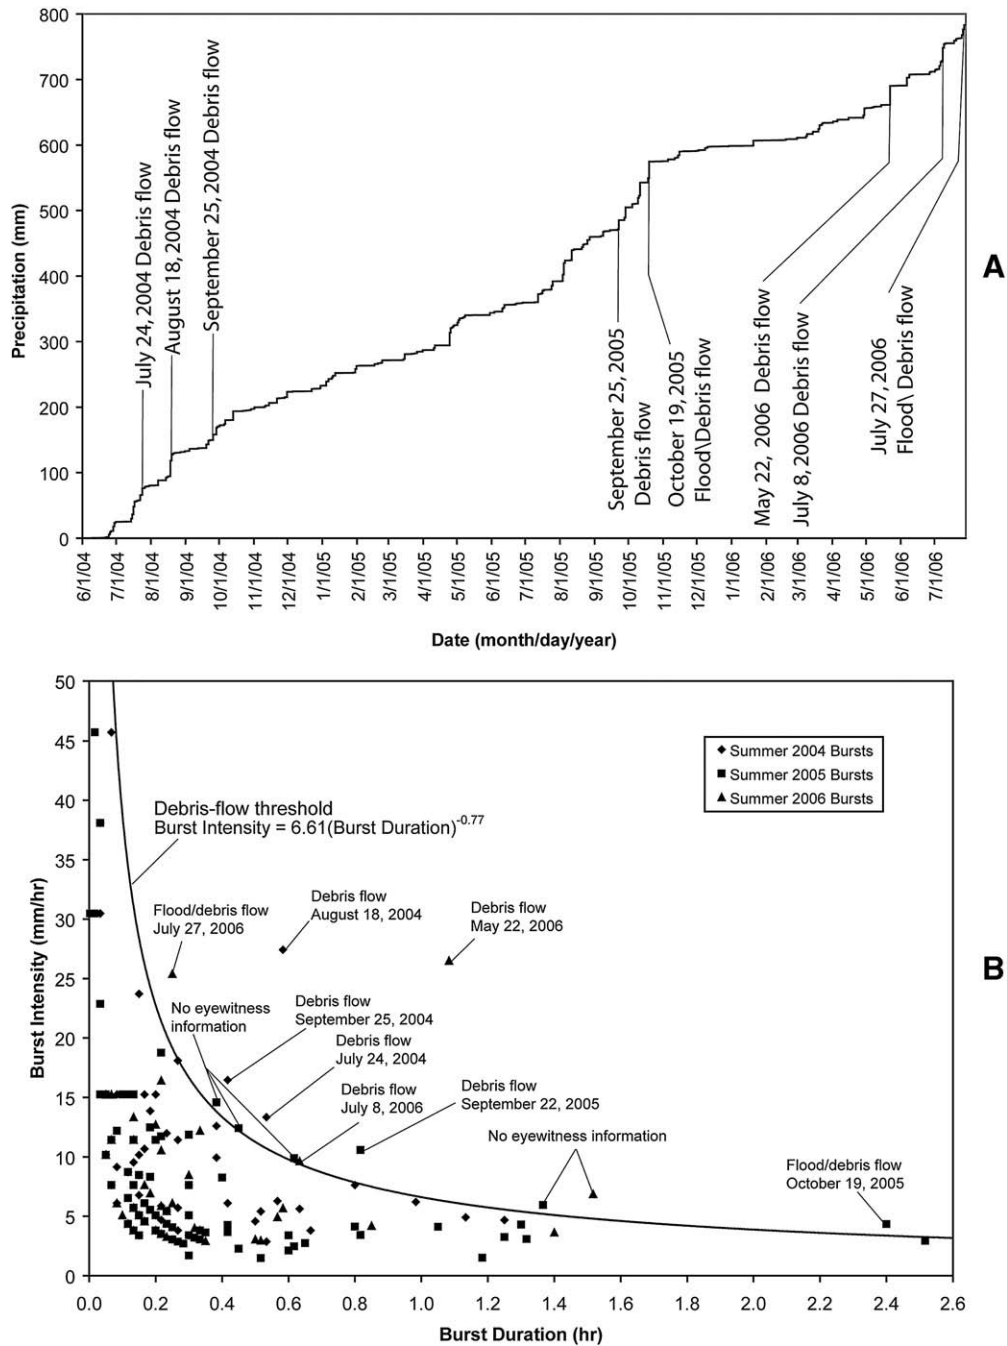 800
700
600
500
400
300
200
100
0
Precipitation (mm)
July 24, 2004 Debris flow
August 18, 2004 Debris flow
September 25, 2004 Debris flow
September 25, 2005
Debris flow
October 19, 2005
Flood\Debris flow
May 22, 2006 Debris flow
July 8, 2006 Debris flow
July 27, 2006
Flood\ Debris flow
A
6/1/04
7/1/04
8/1/04
9/1/04
10/1/04
11/1/04
12/1/04
1/1/05
2/1/05
3/1/05
4/1/05
5/1/05
6/1/05
7/1/05
8/1/05
9/1/05
10/1/05
11/1/05
12/1/05
1/1/06
2/1/06
3/1/06
4/1/06
5/1/06
6/1/06
7/1/06
Date (month/day/year)
50
45
40
35
30
25
20
15
10
5
0
Burst Intensity (mm/hr)
Summer 2004 Bursts
Summer 2005 Bursts
Summer 2006 Bursts
Debris-flow threshold
Burst Intensity = 6.61(Burst Duration)-0.77
Flood/debris flow
July 27, 2006
Debris flow
August 18, 2004
Debris flow
May 22, 2006
No eyewitness
information
Debris flow
September 25, 2004
Debris flow
July 24, 2004
Debris flow
July 8, 2006
Debris flow
September 22, 2005
No eyewitness information
Flood/debris flow
October 19, 2005
B
0.0 0.2 0.4 0.6 0.8 1.0 1.2 1.4 1.6 1.8 2.0 2.2 2.4 2.6
Burst Duration (hr)